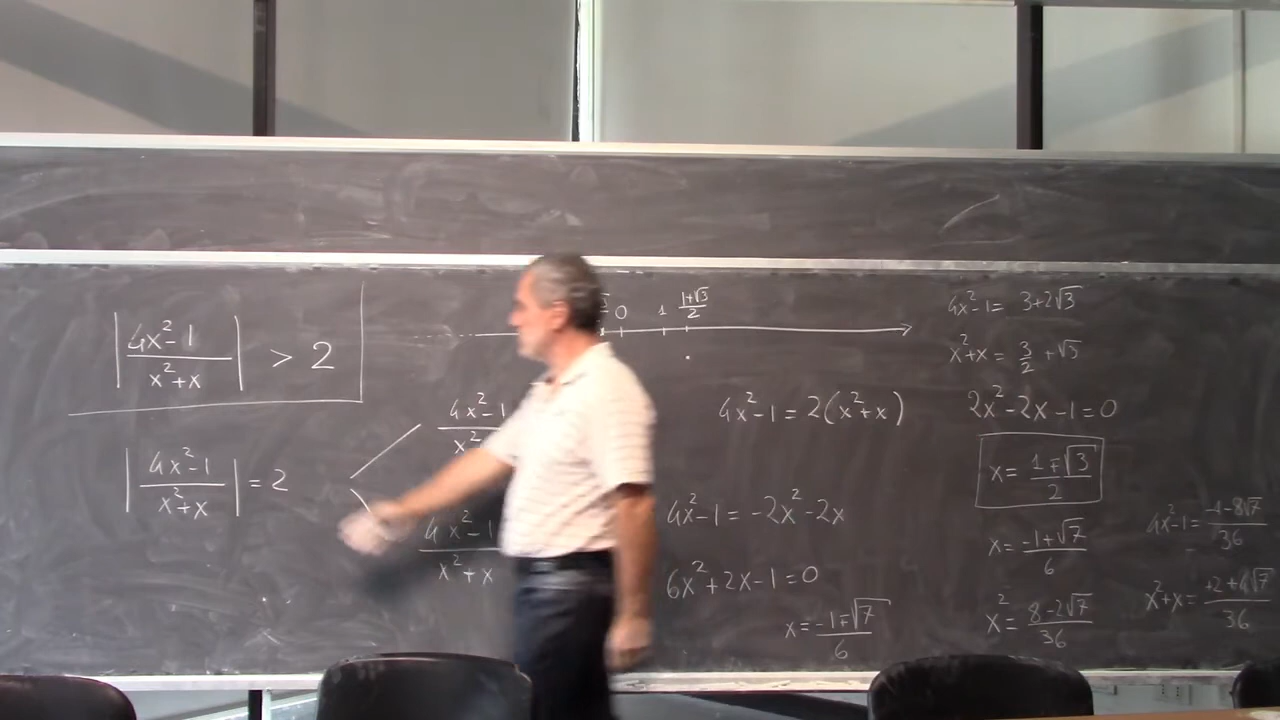 |4x²-1 / x²+x| > 2
|4x²-1 / x²+x| = 2
4x²-1
4x²-1 / x²+x
0 1 1+√3 / 2
4x²-1 = 2(x²+x)
4x²-1 = -2x²-2x
6x²+2x-1=0
x = -1∓√7 / 6
4x²-1 = 3+2√3
x²+x = 3/2 + √3
2x²-2x-1=0
x = 1∓√3 / 2
x = -1+√7 / 6
x² = 8-2√7 / 36
4x²-1 = -4-8√7 / 36
x²+x = +2+4√7 / 36